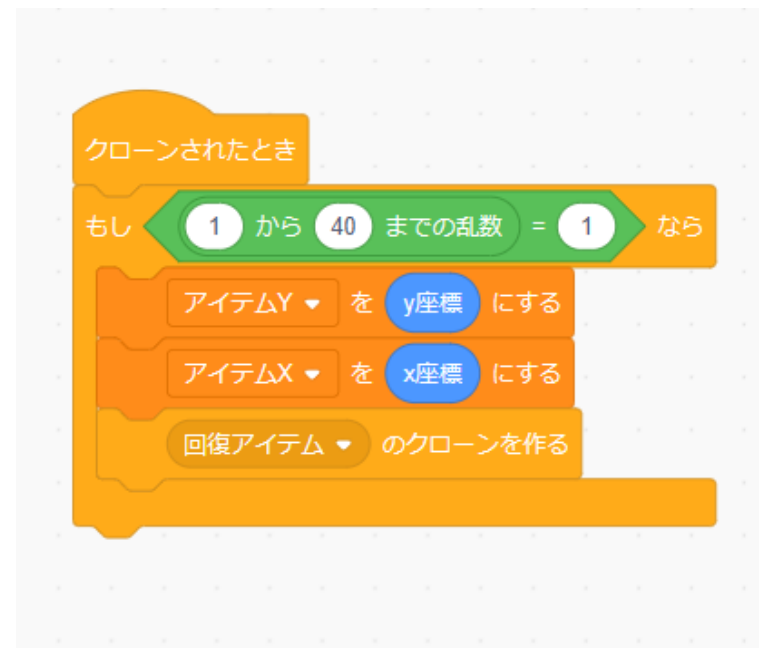 クローンされたとき
もし 1 から 40 までの乱数 = 1 なら
アイテムY を y座標 にする
アイテムX を x座標 にする
回復アイテム のクローンを作る